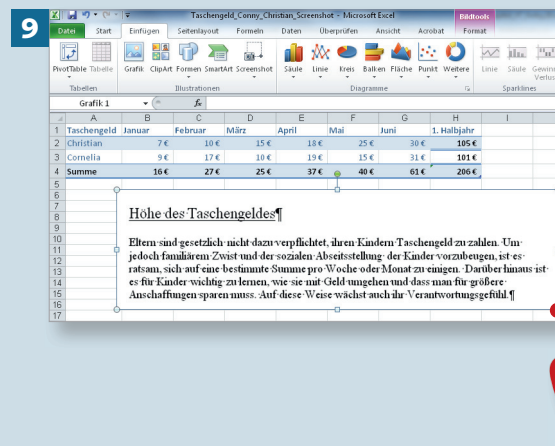 9
Taschengeld_Conny_Christian_Screenshot - Microsoft Excel
Bildtools
Datei Start Einfügen Seitenlayout Formeln Daten Überprüfen Ansicht Acrobat Format
PivotTable Tabelle Grafik ClipArt Formen SmartArt Screenshot Säule Linie Kreis Balken Fläche Punkt Weitere Linie Säule
Tabellen Illustrationen Diagramme Sparklines
Grafik 1 fx
A B C D E F G H I
1 Taschengeld Januar Februar März April Mai Juni 1. Halbjahr
2 Christian 7 € 10 € 15 € 18 € 25 € 30 € 105 €
3 Cornelia 9 € 17 € 10 € 19 € 15 € 31 € 101 €
4 Summe 16 € 27 € 25 € 37 € 40 € 61 € 206 €
5
6
7
8
9
10
11
12
13
14
15
16
17
Höhe·des·Taschengeldes¶
Eltern·sind·gesetzlich·nicht·dazu·verpflichtet,·ihren·Kindern·Taschengeld·zu·zahlen.·Um·
jedoch·familiärem·Zwist·und·der·sozialen·Abseitsstellung·der·Kinder·vorzubeugen,·ist·es·
ratsam,·sich·auf·eine·bestimmte·Summe·pro·Woche·oder·Monat·zu·einigen.·Darüber·hinaus·ist·
es·für·Kinder·wichtig·zu·lernen,·wie·sie·mit·Geld·umgehen·und·dass·man·für·größere·
Anschaffungen·sparen·muss.·Auf·diese·Weise·wächst·auch·ihr·Verantwortungsgefühl.¶